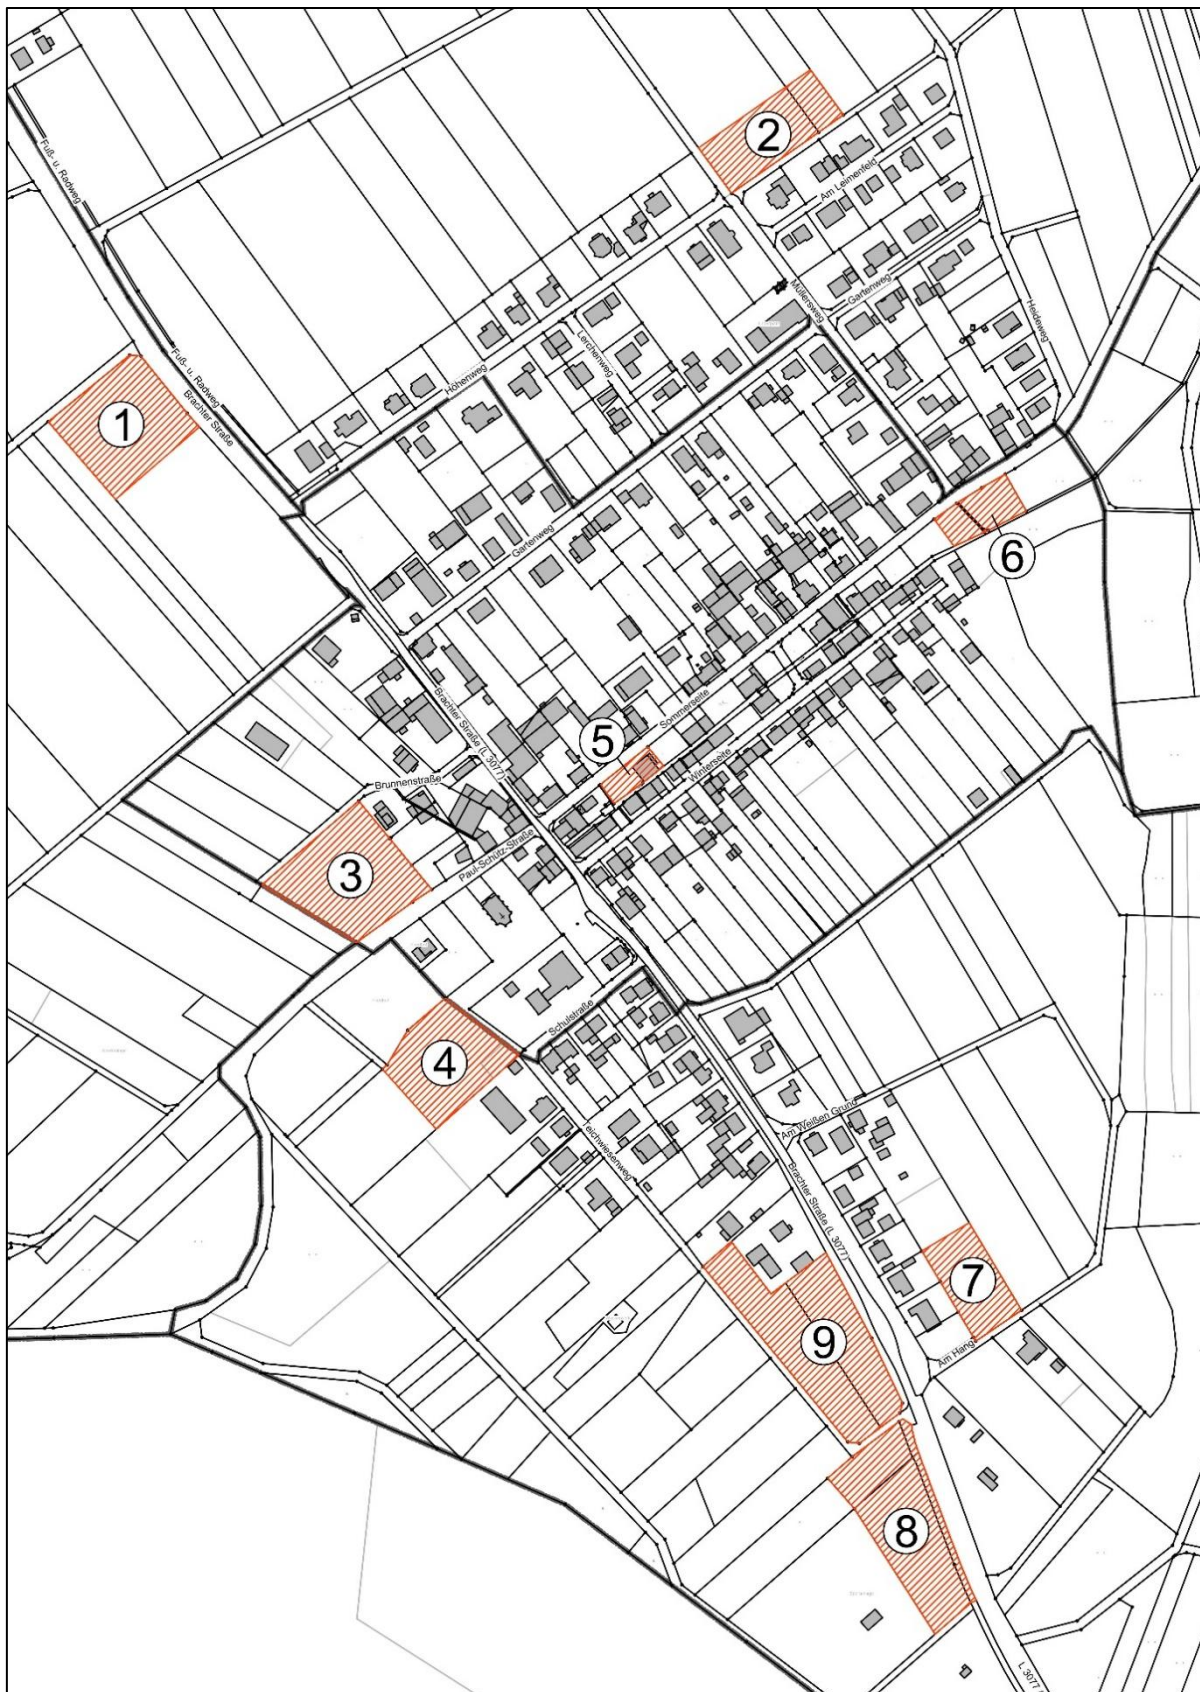 Fuß- u. Radweg
2
Am Leimenfeld
Müllersweg
Gartenweg
Heideweg
Lerchenweg
Höhenweg
Fuß- u. Radweg
Brachter Straße
1
Gartenweg
6
Brachter Straße (L 3077)
Sommerseite
5
Winterseite
Brunnenstraße
Paul-Schütz-Straße
3
Schulstraße
4
Teichwiesenweg
Am Weißen Grund
Brachter Straße (L 3077)
7
9
Am Hang
8
L 3077